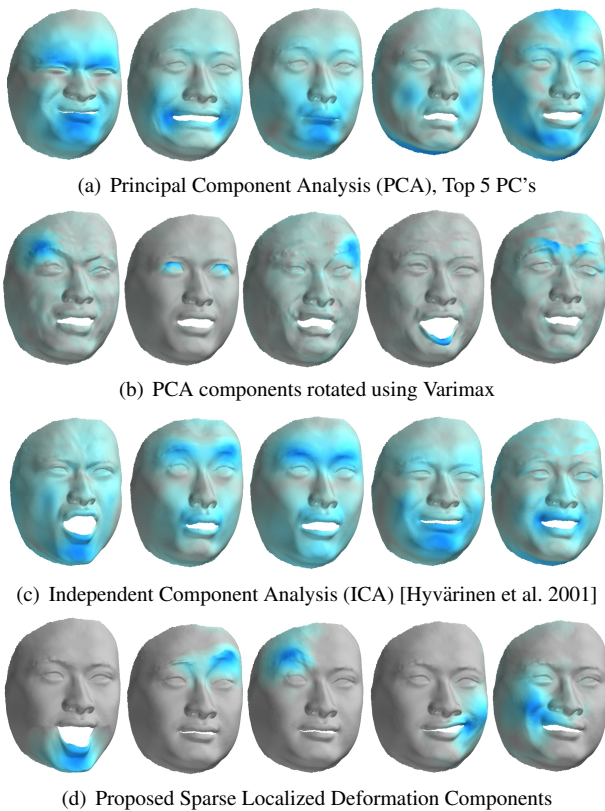 (a) Principal Component Analysis (PCA), Top 5 PC's
(b) PCA components rotated using Varimax
(c) Independent Component Analysis (ICA) [Hyvärinen et al. 2001]
(d) Proposed Sparse Localized Deformation Components